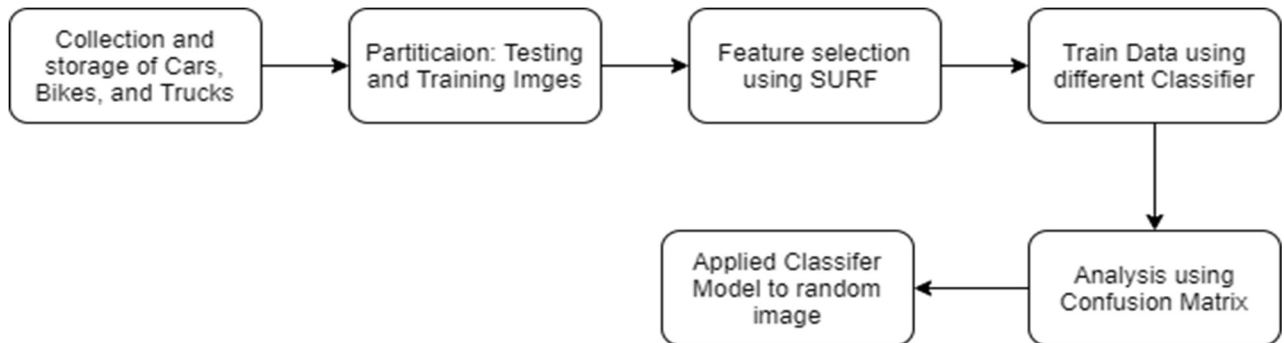 Collection and
storage of Cars,
Bikes, and Trucks
Partiticaion: Testing
and Training Imges
Feature selection
using SURF
Train Data using
different Classifier
Analysis using
Confusion Matrix
Applied Classifer
Model to random
image